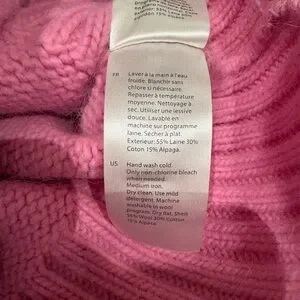 FR Laver à la main à l'eau
froide. Blanchir sans
chlore si nécessaire.
Repasser à température
moyenne. Nettoyage à
sec. Utiliser une lessive
douce. Lavable en
machine sur programme
laine. Sécher à plat.
Exterieur: 55% Laine 30%
Coton 15% Alpaga.
US Hand wash cold.
Only non-chlorine bleach
when needed.
Medium iron.
Dry clean. Use mild
detergent. Machine
washable in wool
program. Dry flat. Shell:
55% Wool 30% Cotton
15% Alpaca.